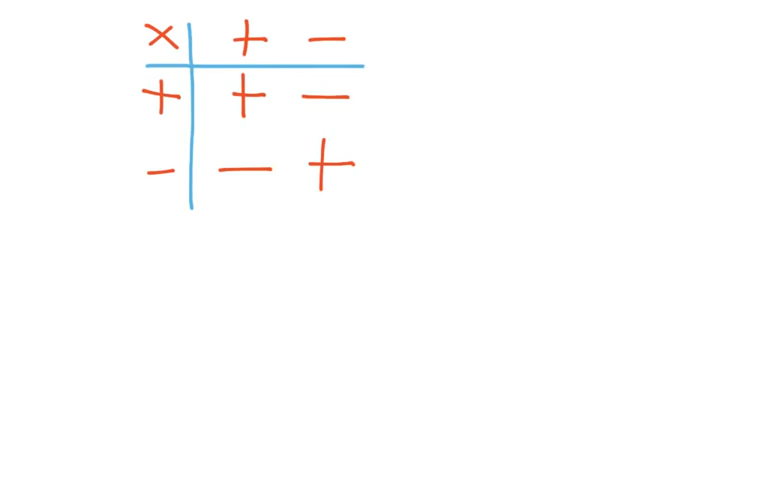 × + −
+ + −
− − +